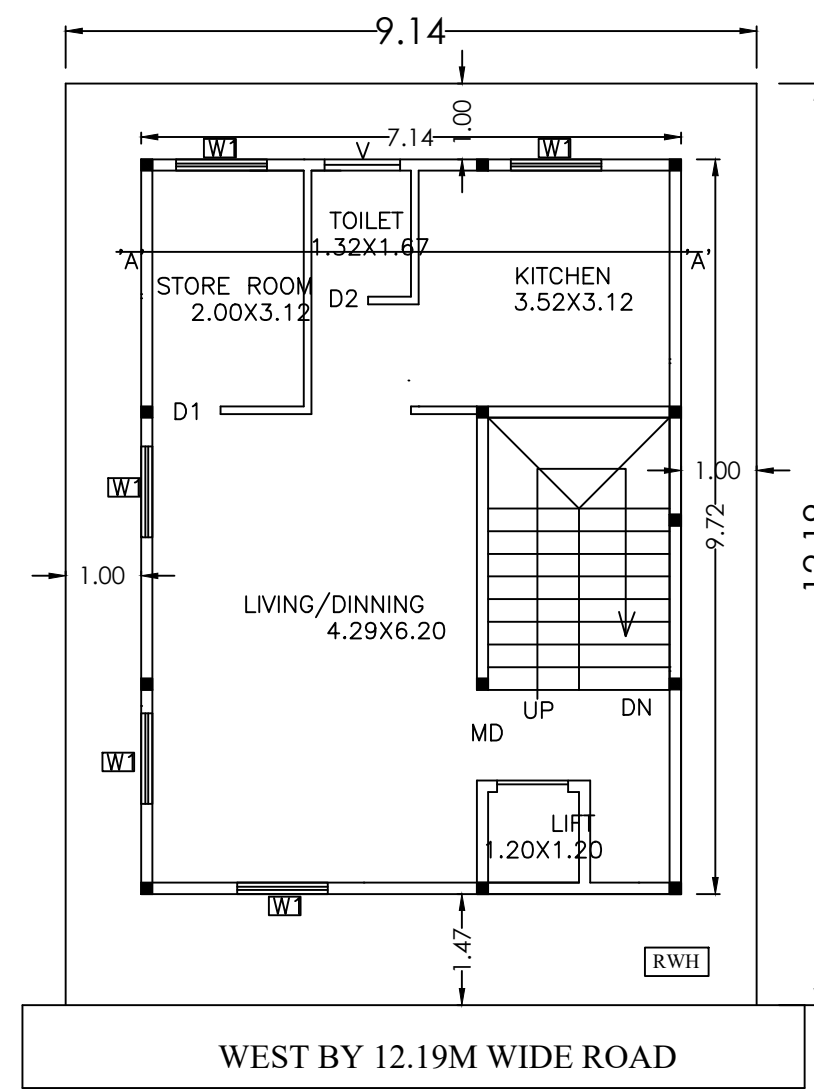 9.14
1.00
7.14
W1
V
W1
TOILET
1.32X1.67
'A'
'A'
STORE ROOM
2.00X3.12
D2
KITCHEN
3.52X3.12
D1
W1
1.00
9.72
1.00
LIVING/DINNING
4.29X6.20
UP
DN
MD
W1
LIFT
1.20X1.20
W1
1.47
RWH
WEST BY 12.19M WIDE ROAD